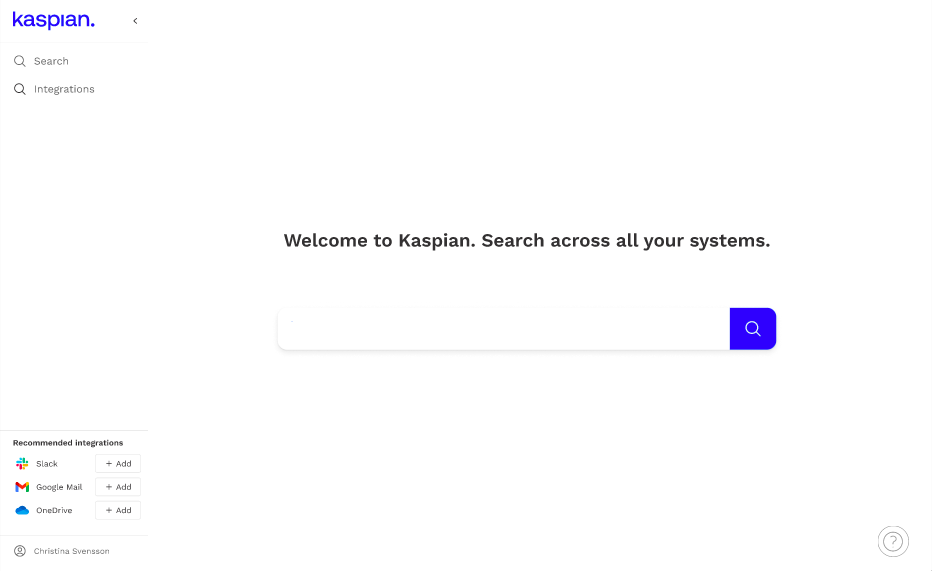 kaspian.
Search
Integrations
Welcome to Kaspian. Search across all your systems.
Recommended integrations
Slack + Add
Google Mail + Add
OneDrive + Add
Christina Svensson
?